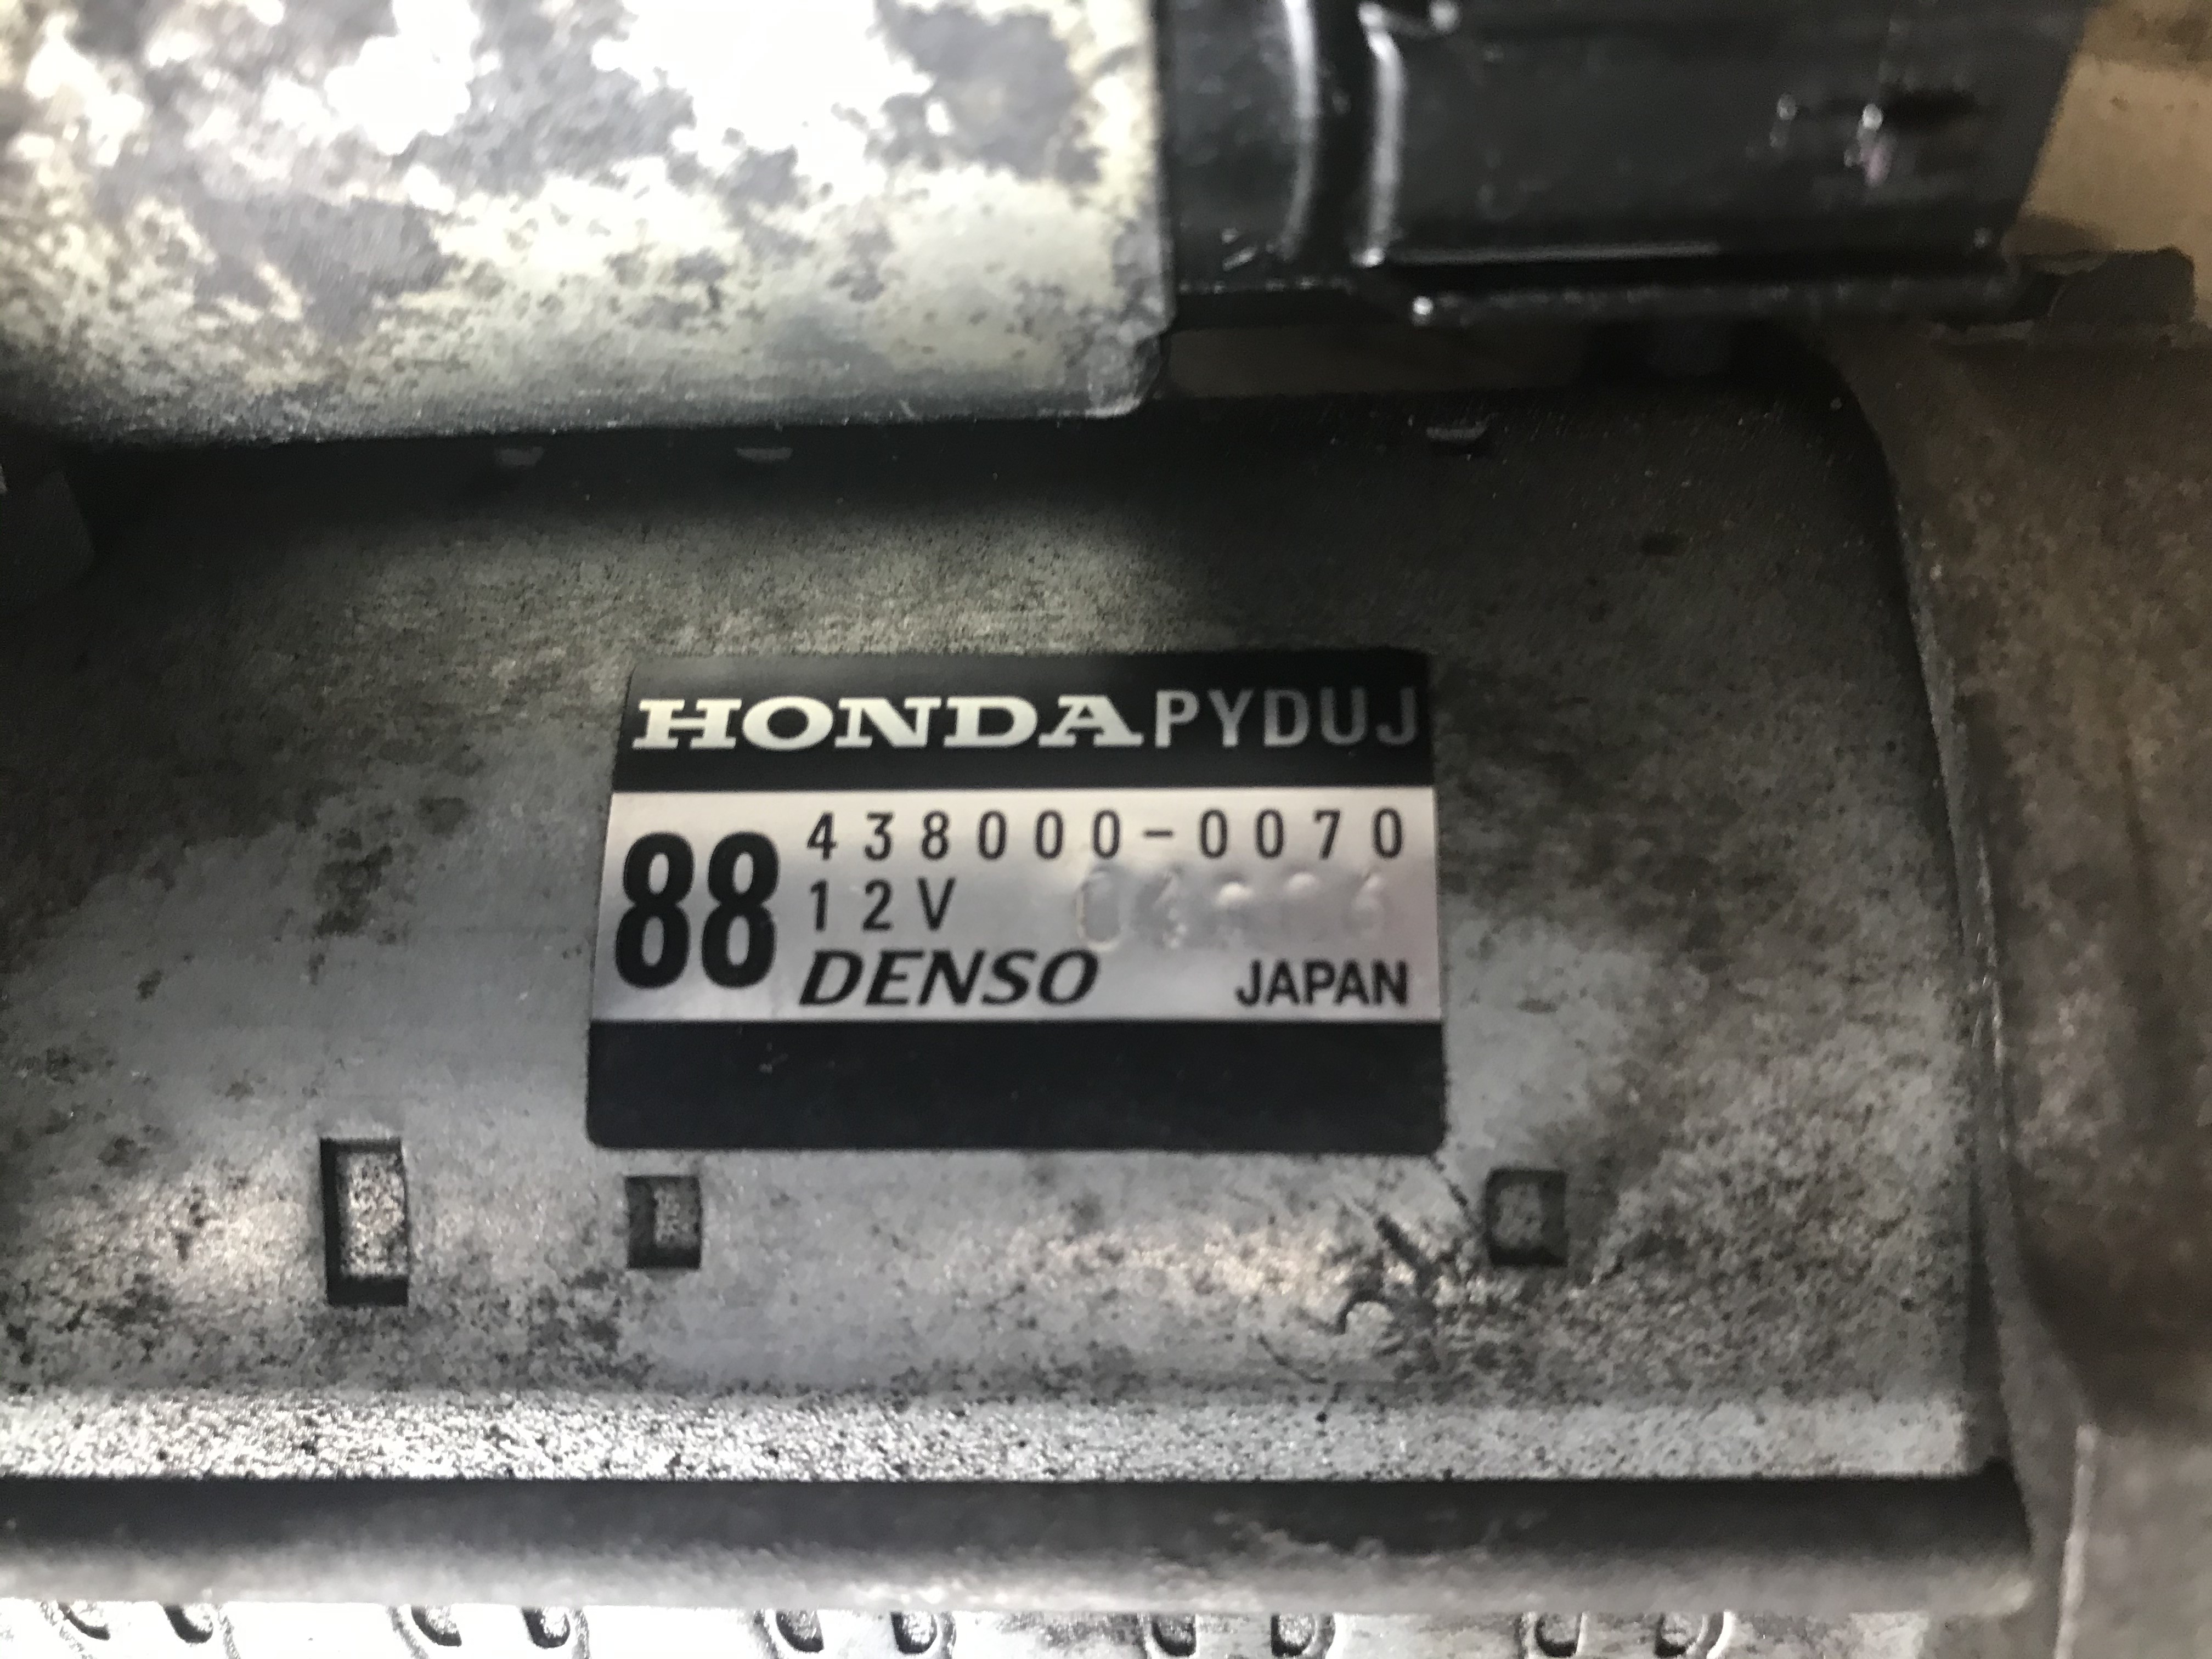 HONDA PYDUJ
88
438000-0070
12V
DENSO JAPAN